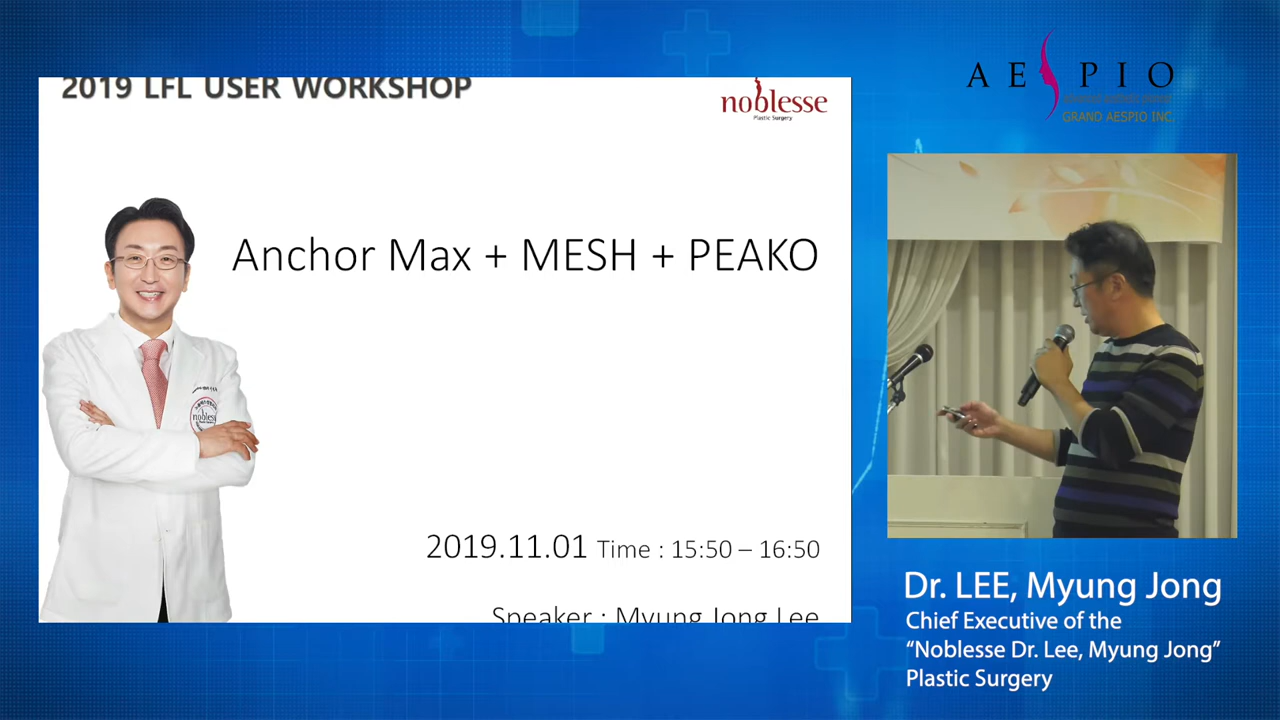 2019 LFL USER WORKSHOP
noblesse
Plastic Surgery
Anchor Max + MESH + PEAKO
noblesse
2019.11.01 Time : 15:50 – 16:50
Speaker : Myung Jong Lee
AESPIO
GRAND AESPIO INC.
Dr. LEE, Myung Jong
Chief Executive of the
“Noblesse Dr. Lee, Myung Jong”
Plastic Surgery